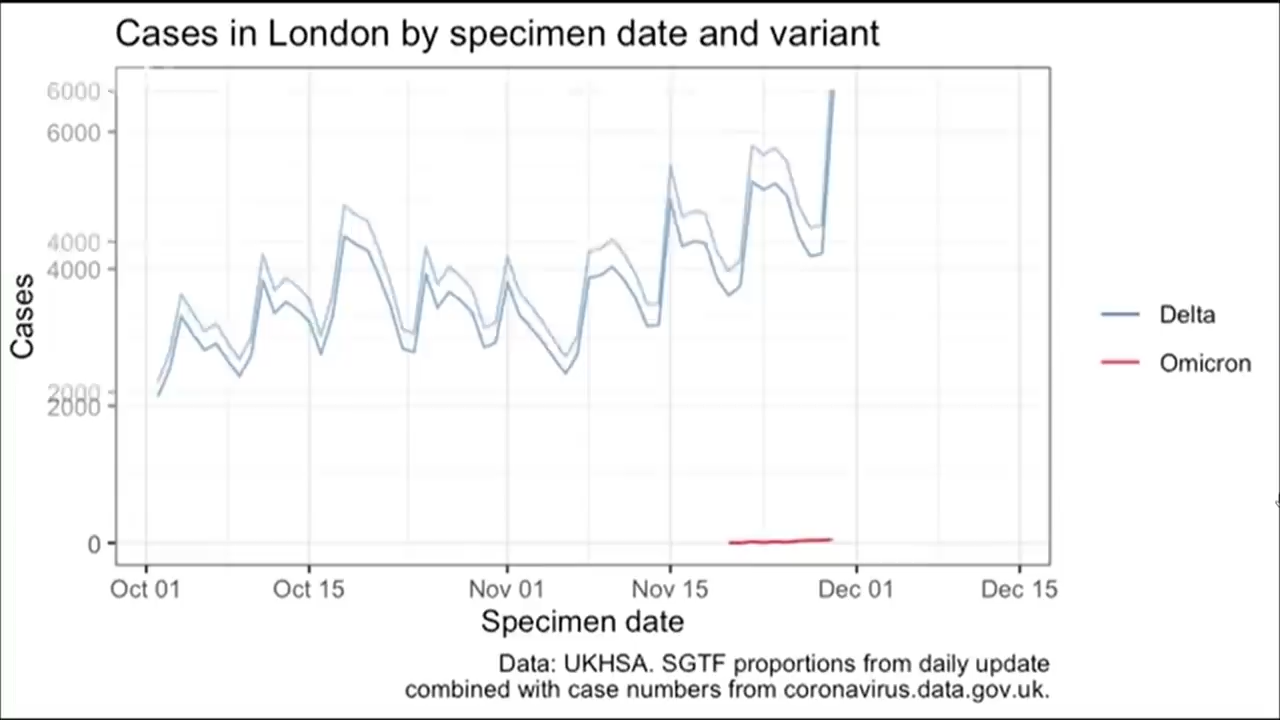 Cases in London by specimen date and variant
6000
6000
4000
4000
2000
2000
0
Cases
Oct 01 Oct 15 Nov 01 Nov 15 Dec 01 Dec 15
Specimen date
Delta
Omicron
Data: UKHSA. SGTF proportions from daily update
combined with case numbers from coronavirus.data.gov.uk.